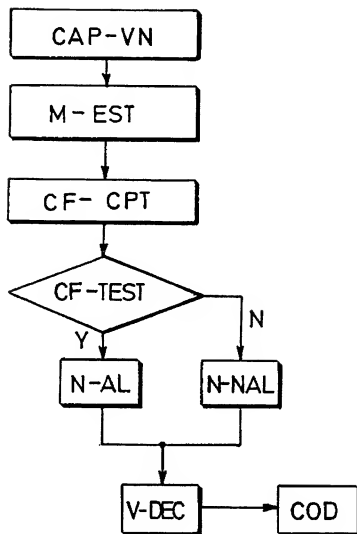 CAP-VN
M-EST
CF-CPT
CF-TEST
Y
N
N-AL
N-NAL
V-DEC
COD